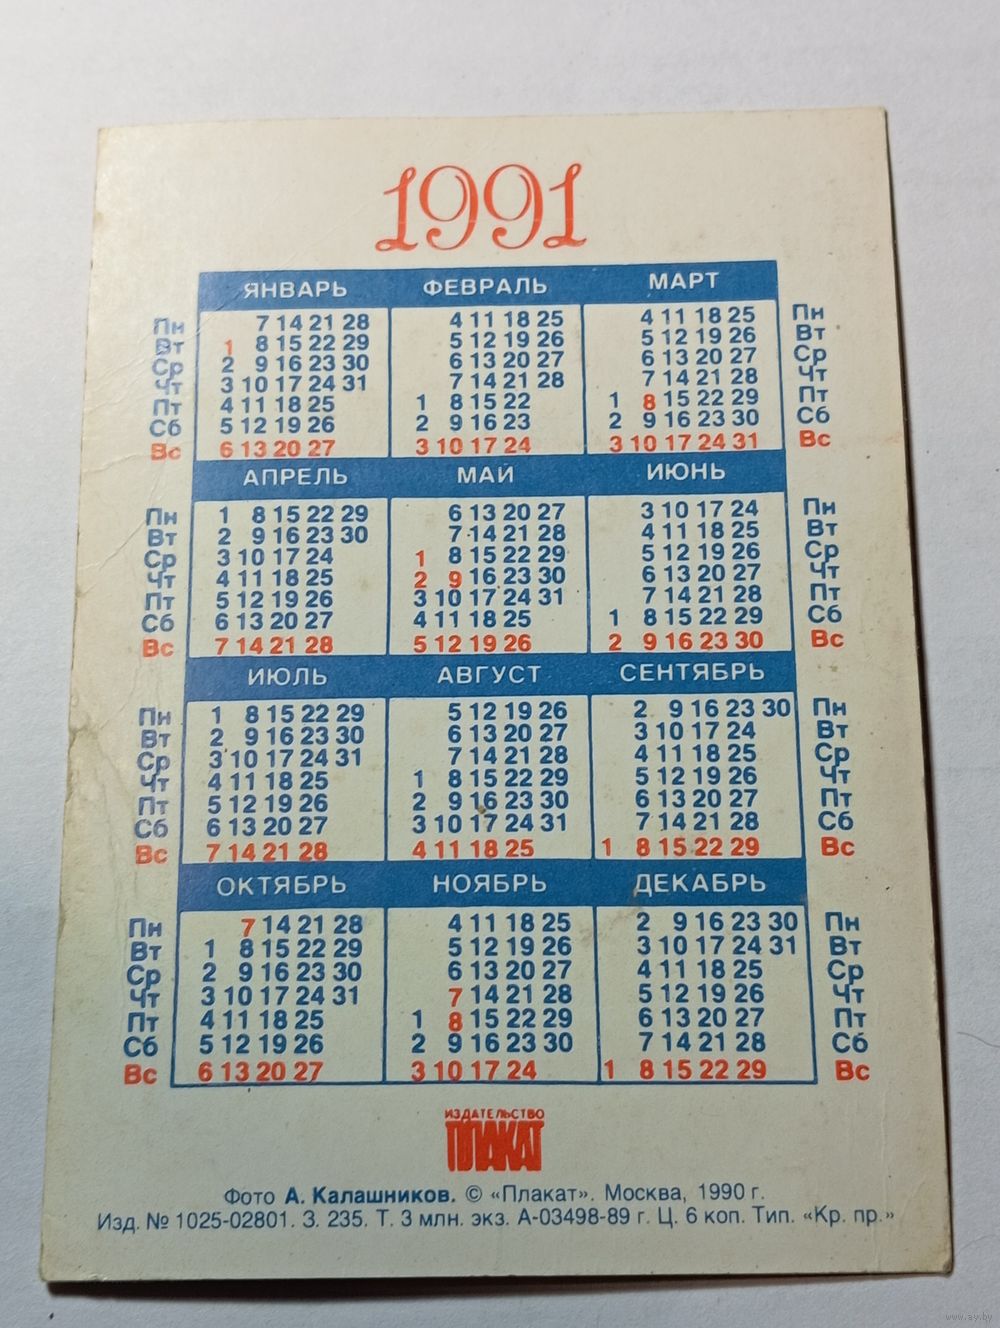 1991
ЯНВАРЬ ФЕВРАЛЬ МАРТ
Пн 7 14 21 28 4 11 18 25 4 11 18 25 Пн
Вт 1 8 15 22 29 5 12 19 26 5 12 19 26 Вт
Ср 2 9 16 23 30 6 13 20 27 6 13 20 27 Ср
Чт 3 10 17 24 31 7 14 21 28 7 14 21 28 Чт
Пт 4 11 18 25 1 8 15 22 1 8 15 22 29 Пт
Сб 5 12 19 26 2 9 16 23 2 9 16 23 30 Сб
Вс 6 13 20 27 3 10 17 24 3 10 17 24 31 Вс
АПРЕЛЬ МАЙ ИЮНЬ
Пн 1 8 15 22 29 6 13 20 27 3 10 17 24 Пн
Вт 2 9 16 23 30 7 14 21 28 4 11 18 25 Вт
Ср 3 10 17 24 1 8 15 22 29 5 12 19 26 Ср
Чт 4 11 18 25 2 9 16 23 30 6 13 20 27 Чт
Пт 5 12 19 26 3 10 17 24 31 7 14 21 28 Пт
Сб 6 13 20 27 4 11 18 25 1 8 15 22 29 Сб
Вс 7 14 21 28 5 12 19 26 2 9 16 23 30 Вс
ИЮЛЬ АВГУСТ СЕНТЯБРЬ
Пн 1 8 15 22 29 5 12 19 26 2 9 16 23 30 Пн
Вт 2 9 16 23 30 6 13 20 27 3 10 17 24 Вт
Ср 3 10 17 24 31 7 14 21 28 4 11 18 25 Ср
Чт 4 11 18 25 1 8 15 22 29 5 12 19 26 Чт
Пт 5 12 19 26 2 9 16 23 30 6 13 20 27 Пт
Сб 6 13 20 27 3 10 17 24 31 7 14 21 28 Сб
Вс 7 14 21 28 4 11 18 25 1 8 15 22 29 Вс
ОКТЯБРЬ НОЯБРЬ ДЕКАБРЬ
Пн 7 14 21 28 4 11 18 25 2 9 16 23 30 Пн
Вт 1 8 15 22 29 5 12 19 26 3 10 17 24 31 Вт
Ср 2 9 16 23 30 6 13 20 27 4 11 18 25 Ср
Чт 3 10 17 24 31 7 14 21 28 5 12 19 26 Чт
Пт 4 11 18 25 1 8 15 22 29 6 13 20 27 Пт
Сб 5 12 19 26 2 9 16 23 30 7 14 21 28 Сб
Вс 6 13 20 27 3 10 17 24 1 8 15 22 29 Вс
ИЗДАТЕЛЬСТВО
ПЛАКАТ
Фото А. Калашников. © «Плакат». Москва, 1990 г.
Изд. № 1025-02801. З. 235. Т. 3 млн. экз. А-03498-89 г. Ц. 6 коп. Тип. «Кр. пр.»
www.ay.by